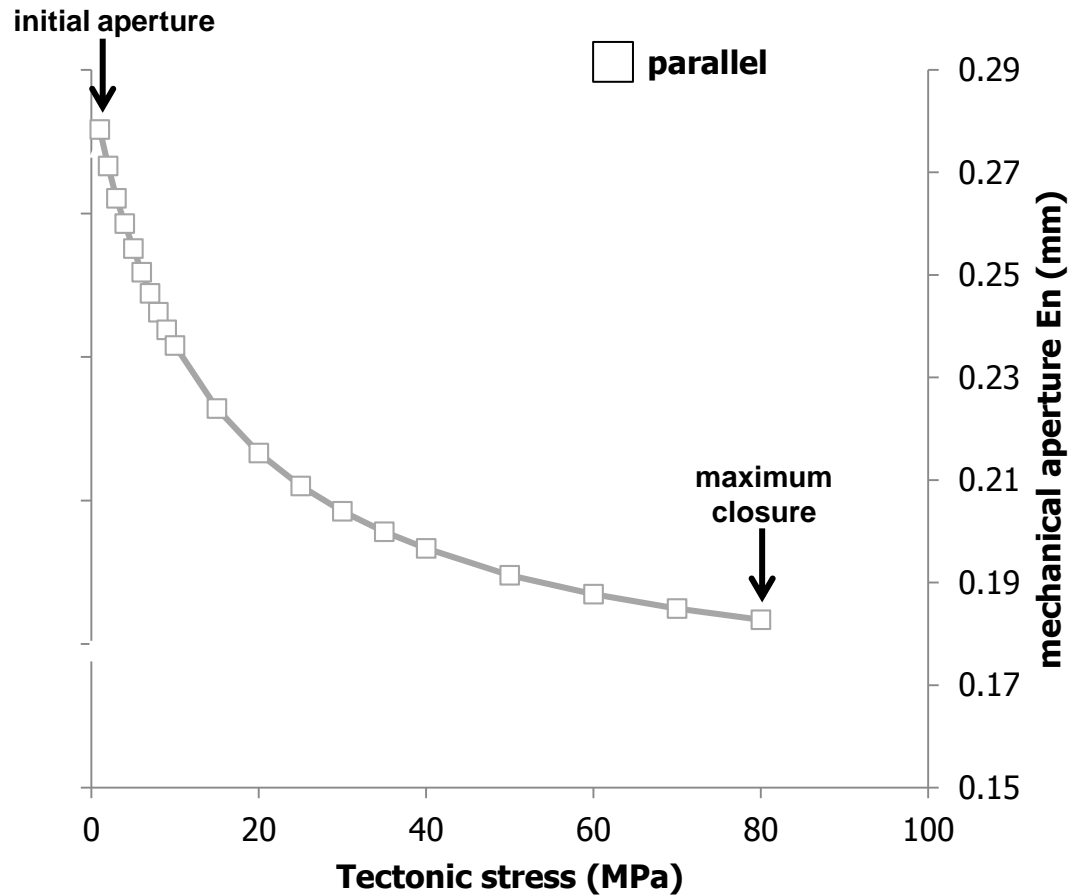 initial aperture
parallel
0.29
0.27
0.25
0.23
0.21
0.19
0.17
0.15
mechanical aperture En (mm)
maximum
closure
0 20 40 60 80 100
Tectonic stress (MPa)